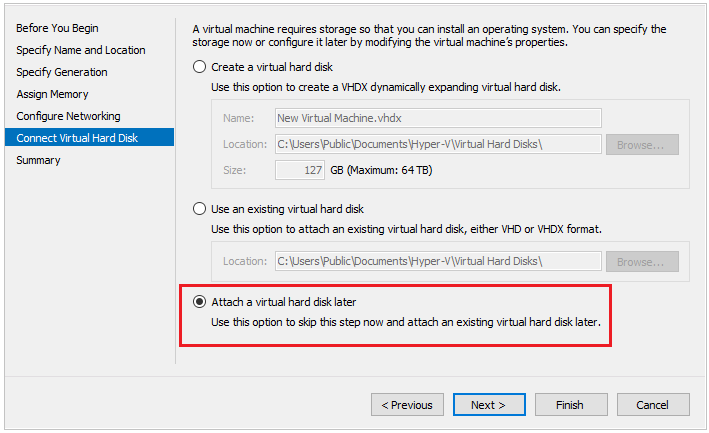 Before You Begin
Specify Name and Location
Specify Generation
Assign Memory
Configure Networking
Connect Virtual Hard Disk
Summary
A virtual machine requires storage so that you can install an operating system. You can specify the
storage now or configure it later by modifying the virtual machine's properties.
Create a virtual hard disk
Use this option to create a VHDX dynamically expanding virtual hard disk.
Name: New Virtual Machine.vhdx
Location: C:\Users\Public\Documents\Hyper-V\Virtual Hard Disks\ Browse...
Size: 127 GB (Maximum: 64 TB)
Use an existing virtual hard disk
Use this option to attach an existing virtual hard disk, either VHD or VHDX format.
Location: C:\Users\Public\Documents\Hyper-V\Virtual Hard Disks\ Browse...
Attach a virtual hard disk later
Use this option to skip this step now and attach an existing virtual hard disk later.
< Previous Next > Finish Cancel